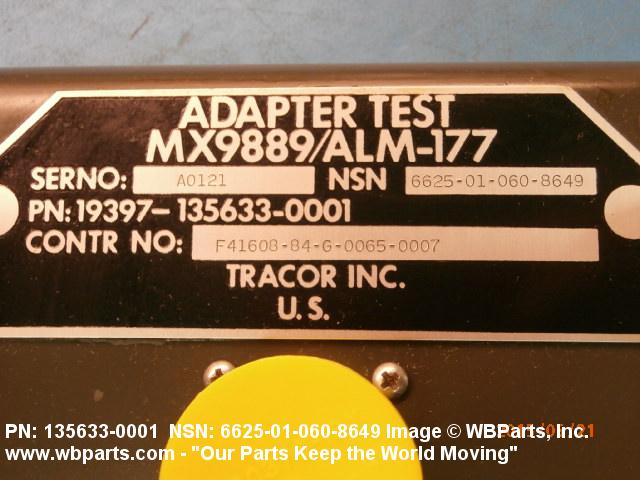 ADAPTER TEST
MX9889/ALM-177
SERNO: A0121 NSN 6625-01-060-8649
PN: 19397-135633-0001
CONTR NO: F41608-84-G-0065-0007
TRACOR INC.
U.S.
PN: 135633-0001 NSN: 6625-01-060-8649 Image © WBParts, Inc.
www.wbparts.com - "Our Parts Keep the World Moving"